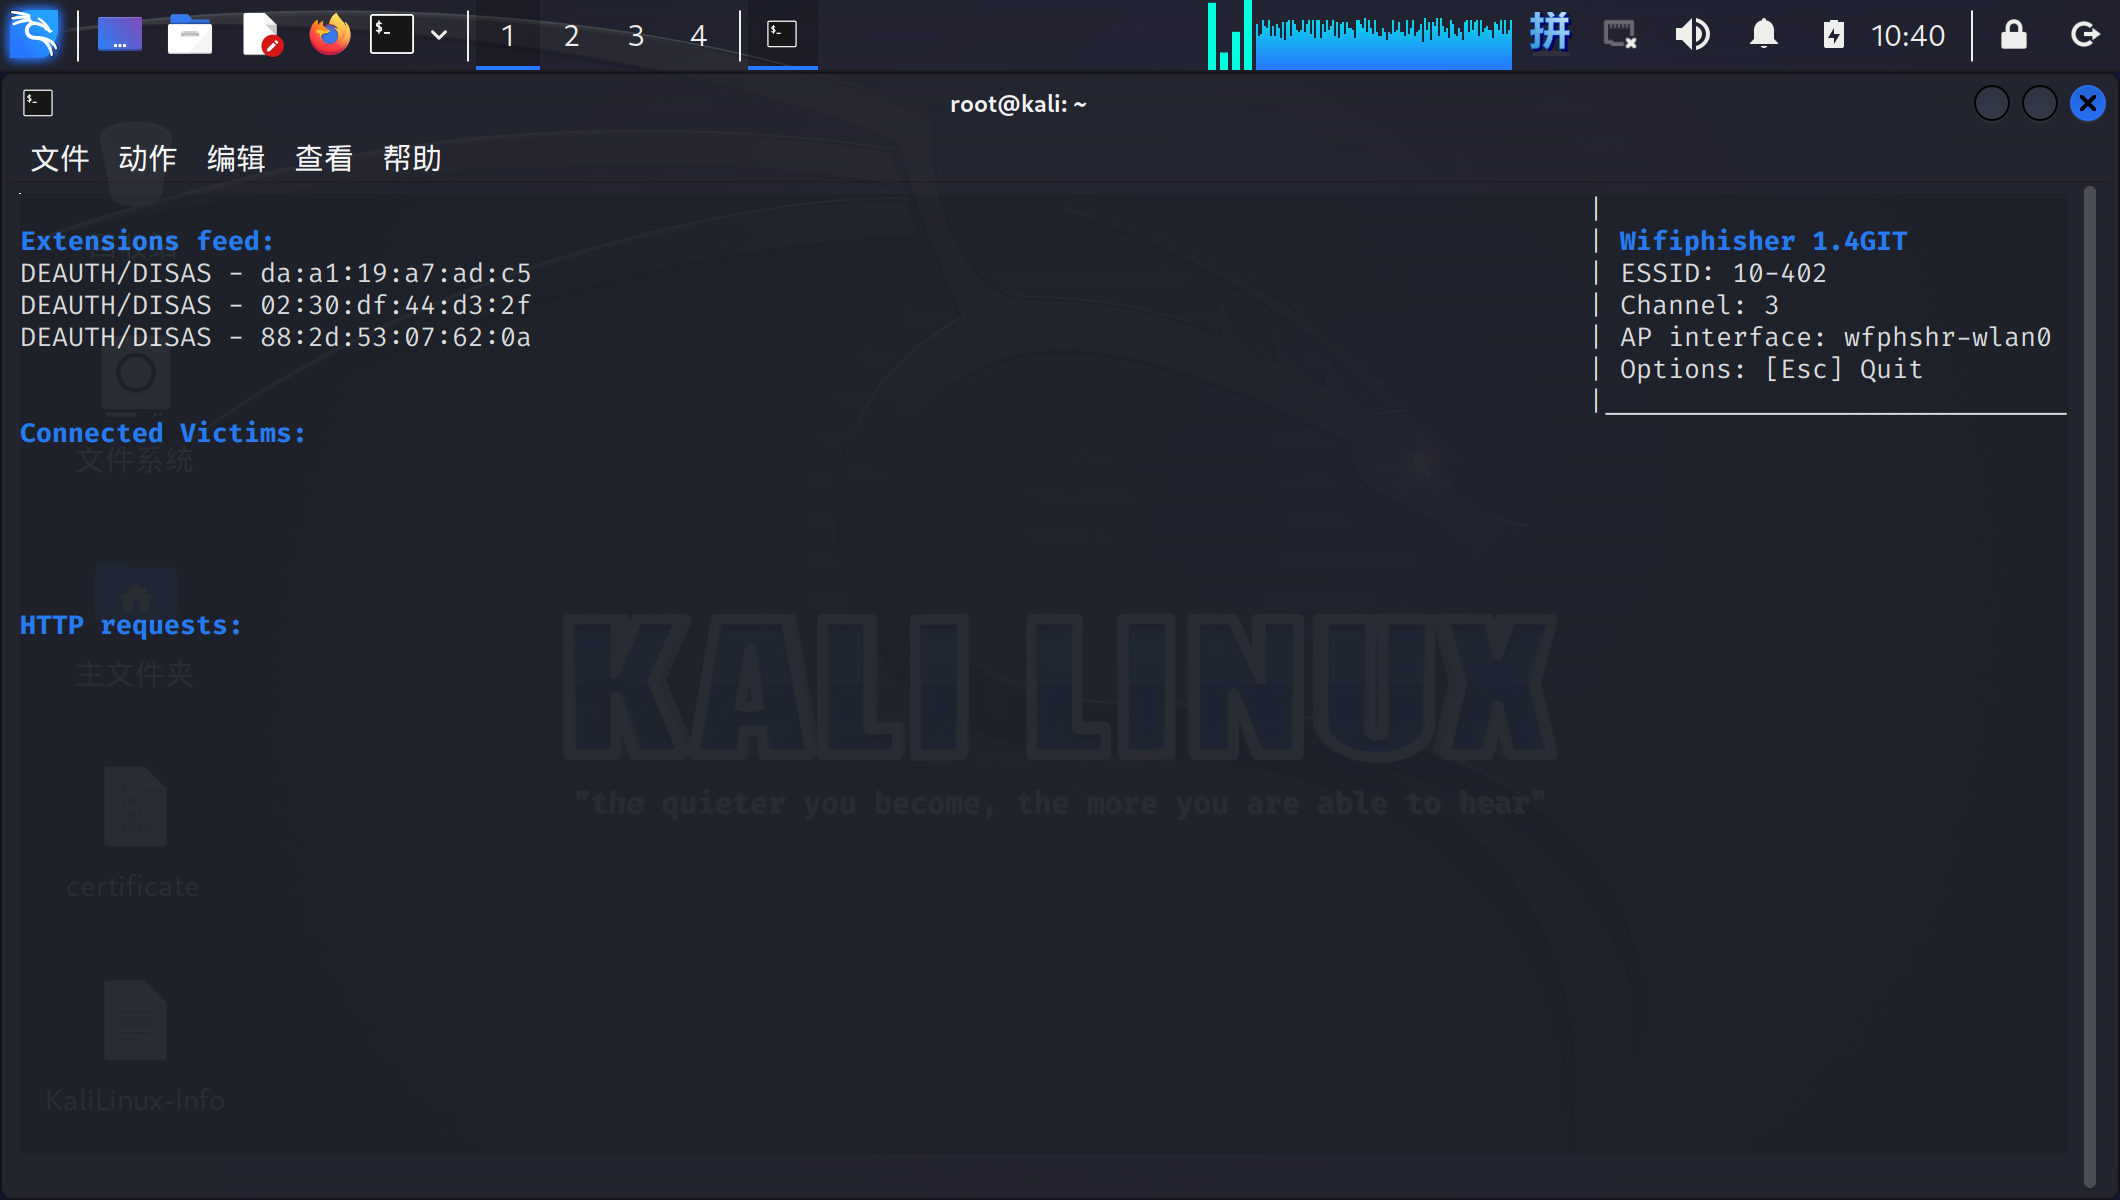 $- 1 2 3 4 $- 拼 10:40
$- root@kali: ~
文件 动作 编辑 查看 帮助
Extensions feed:
DEAUTH/DISAS - da:a1:19:a7:ad:c5
DEAUTH/DISAS - 02:30:df:44:d3:2f
DEAUTH/DISAS - 88:2d:53:07:62:0a
| Wifiphisher 1.4GIT
| ESSID: 10-402
| Channel: 3
| AP interface: wfphshr-wlan0
| Options: [Esc] Quit
|_____________________________
Connected Victims:
文件系统
HTTP requests:
主文件夹
KALI LINUX
"the quieter you become, the more you are able to hear"
certificate
KaliLinux-Info